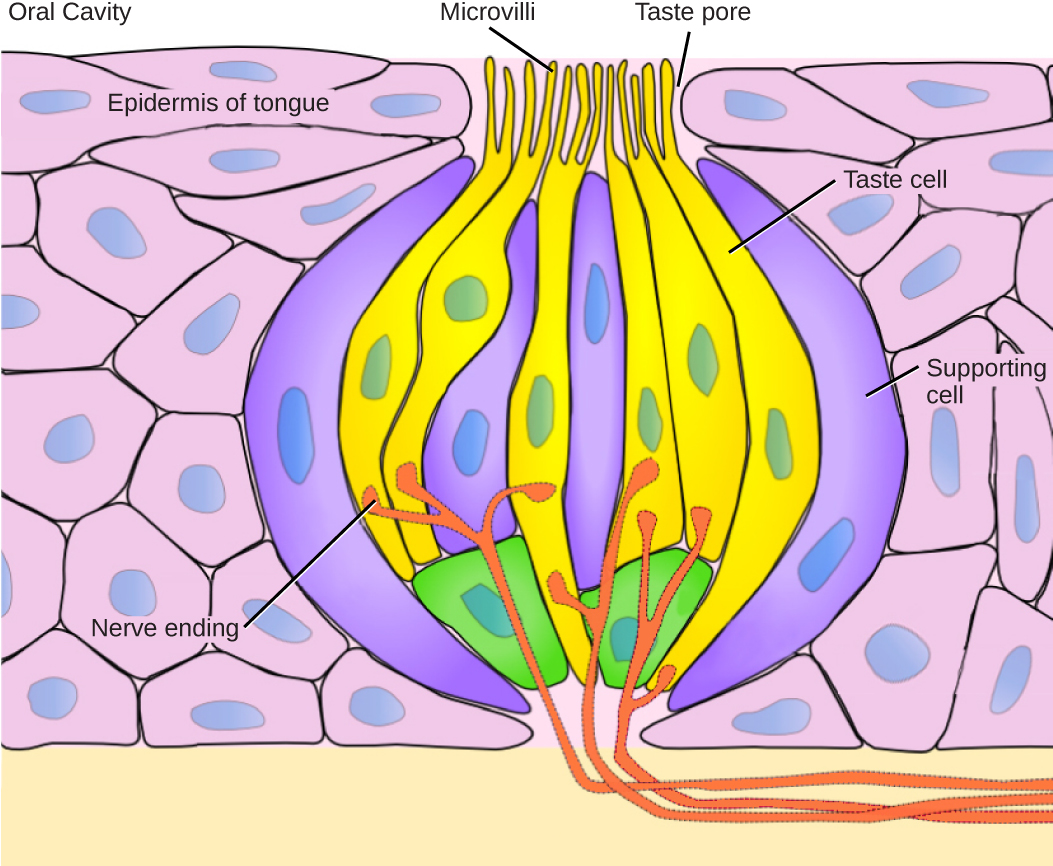 Oral Cavity
Microvilli
Taste pore
Epidermis of tongue
Taste cell
Supporting
cell
Nerve ending